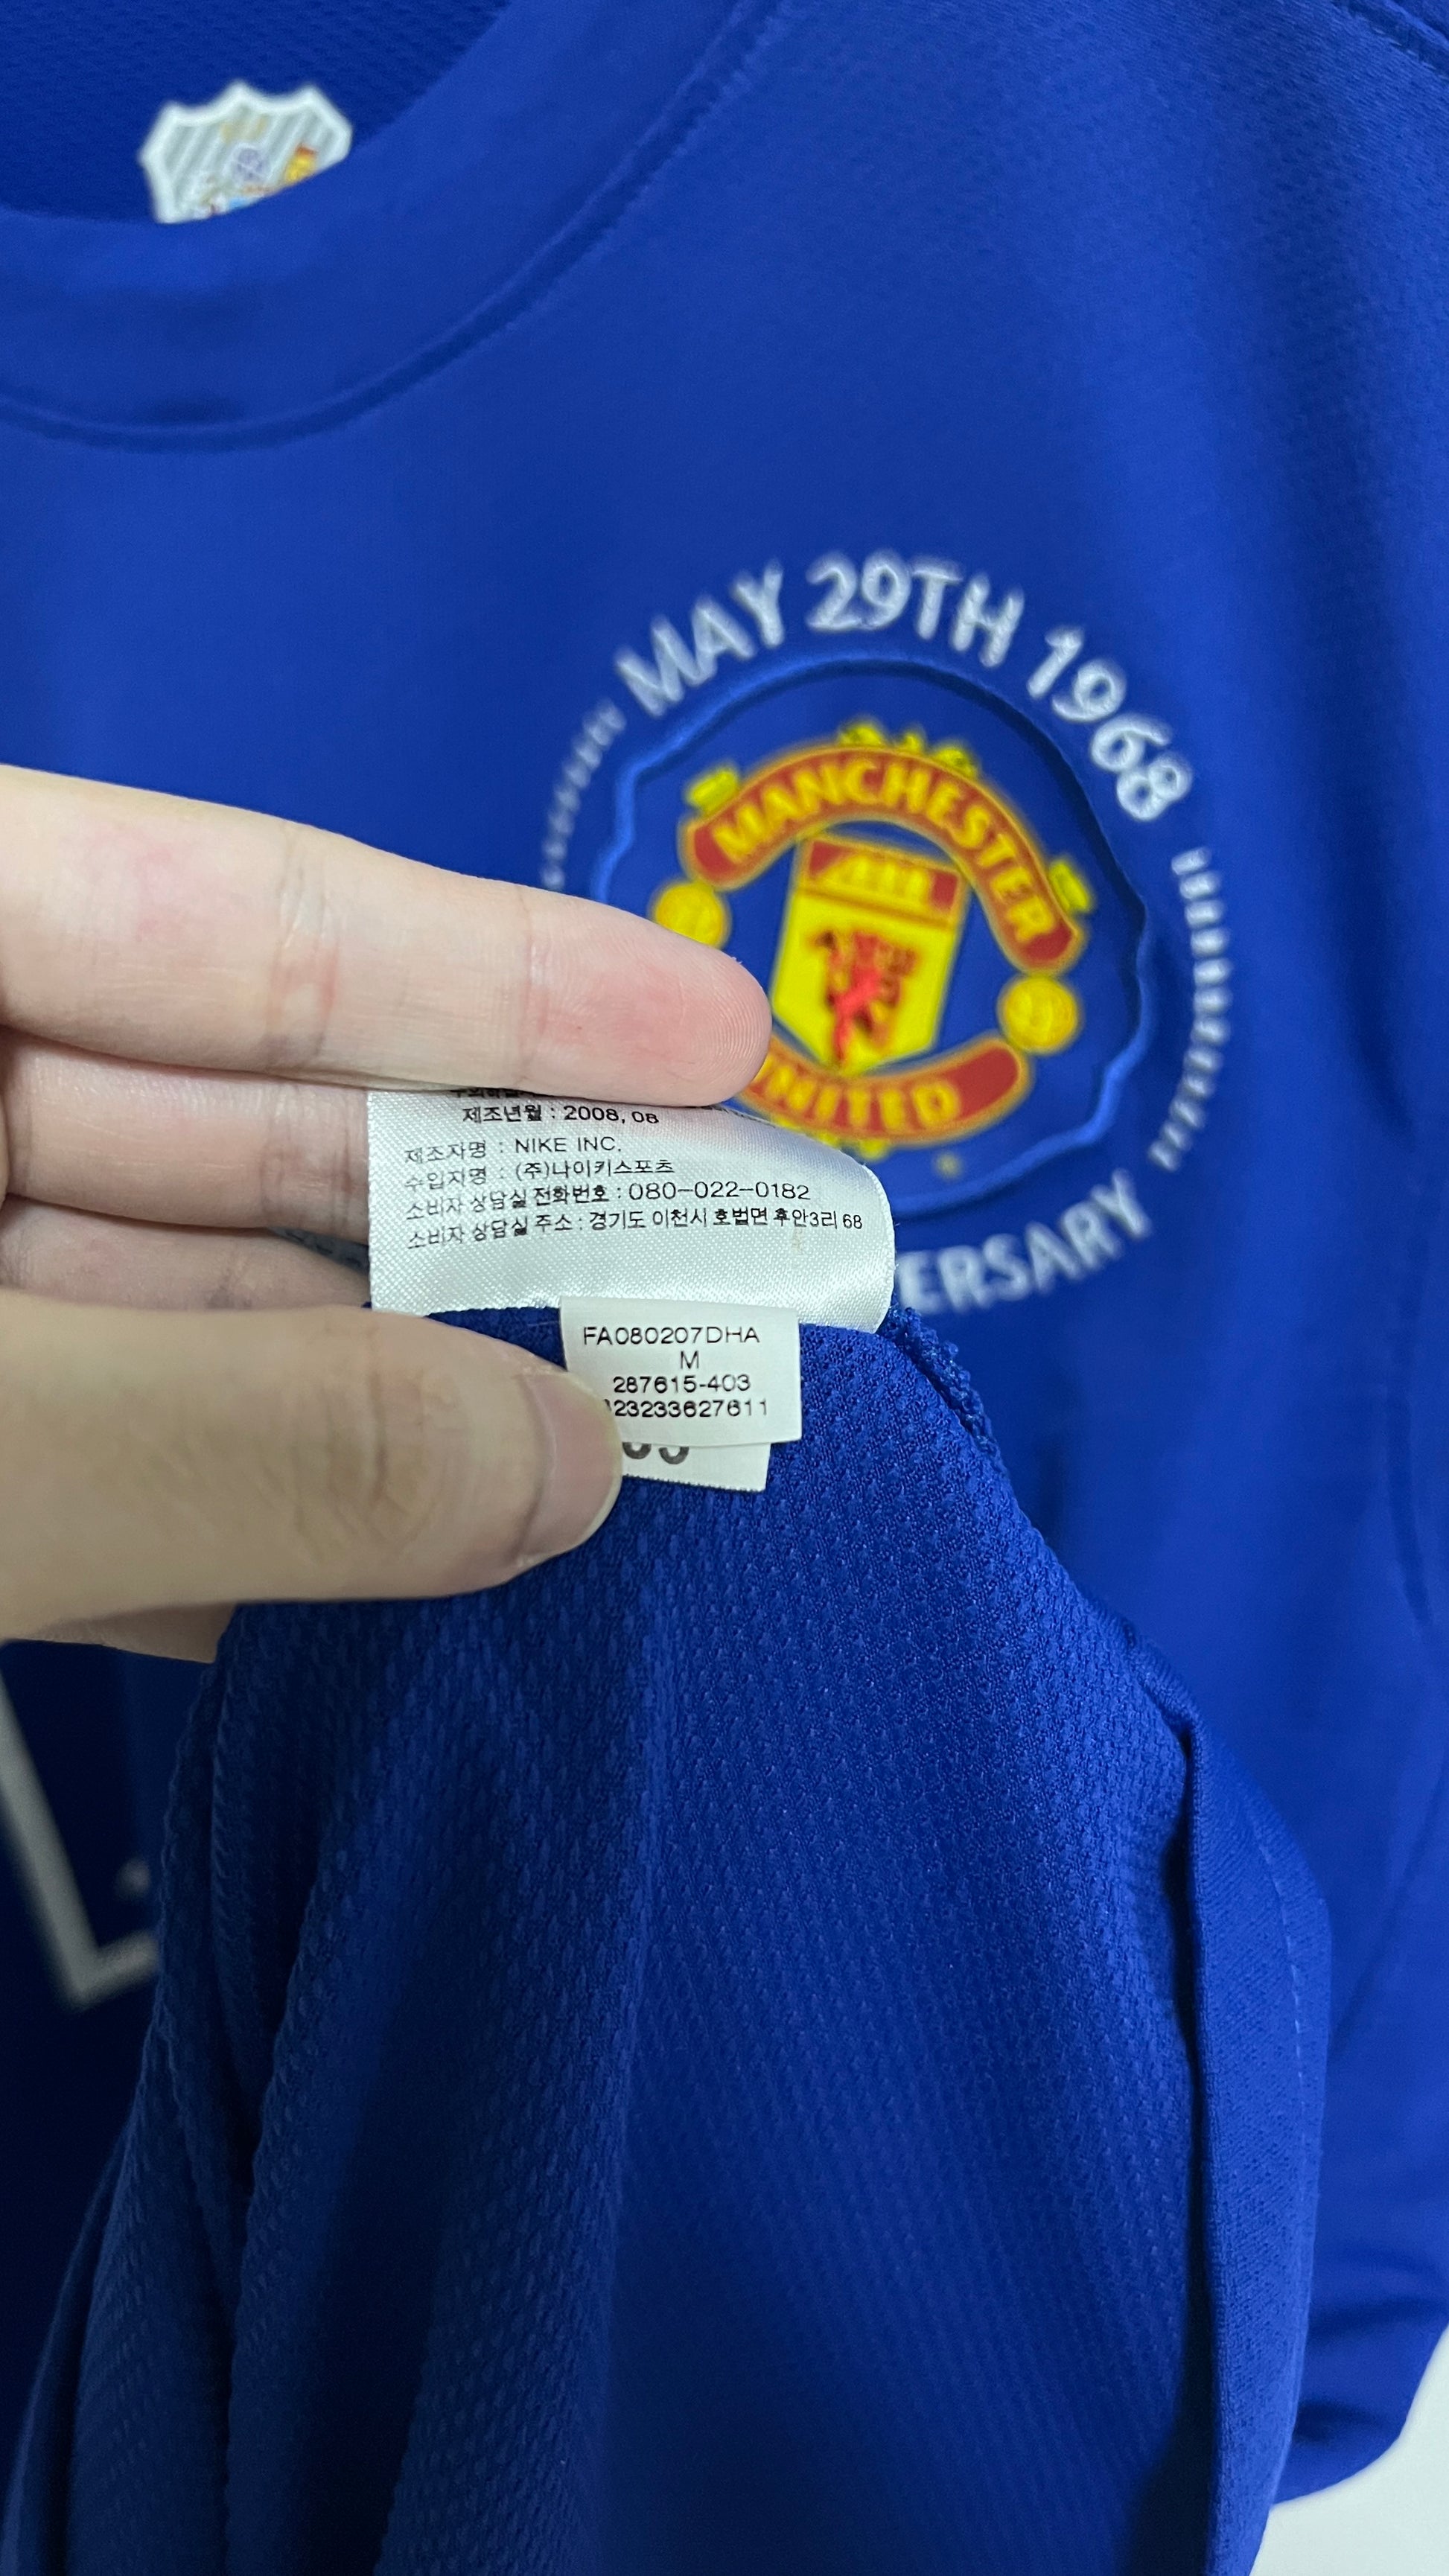 MAY 29TH 1968
MANCHESTER
UNITED
제조년월 : 2008, 08
제조자명 : NIKE INC.
수입자명 : (주)나이키스포츠
소비자 상담실 전화번호 : 080-022-0182
소비자 상담실 주소 : 경기도 이천시 호법면 후안3리 68
ERSARY
FA080207DHA
M
287615-403
23233627611